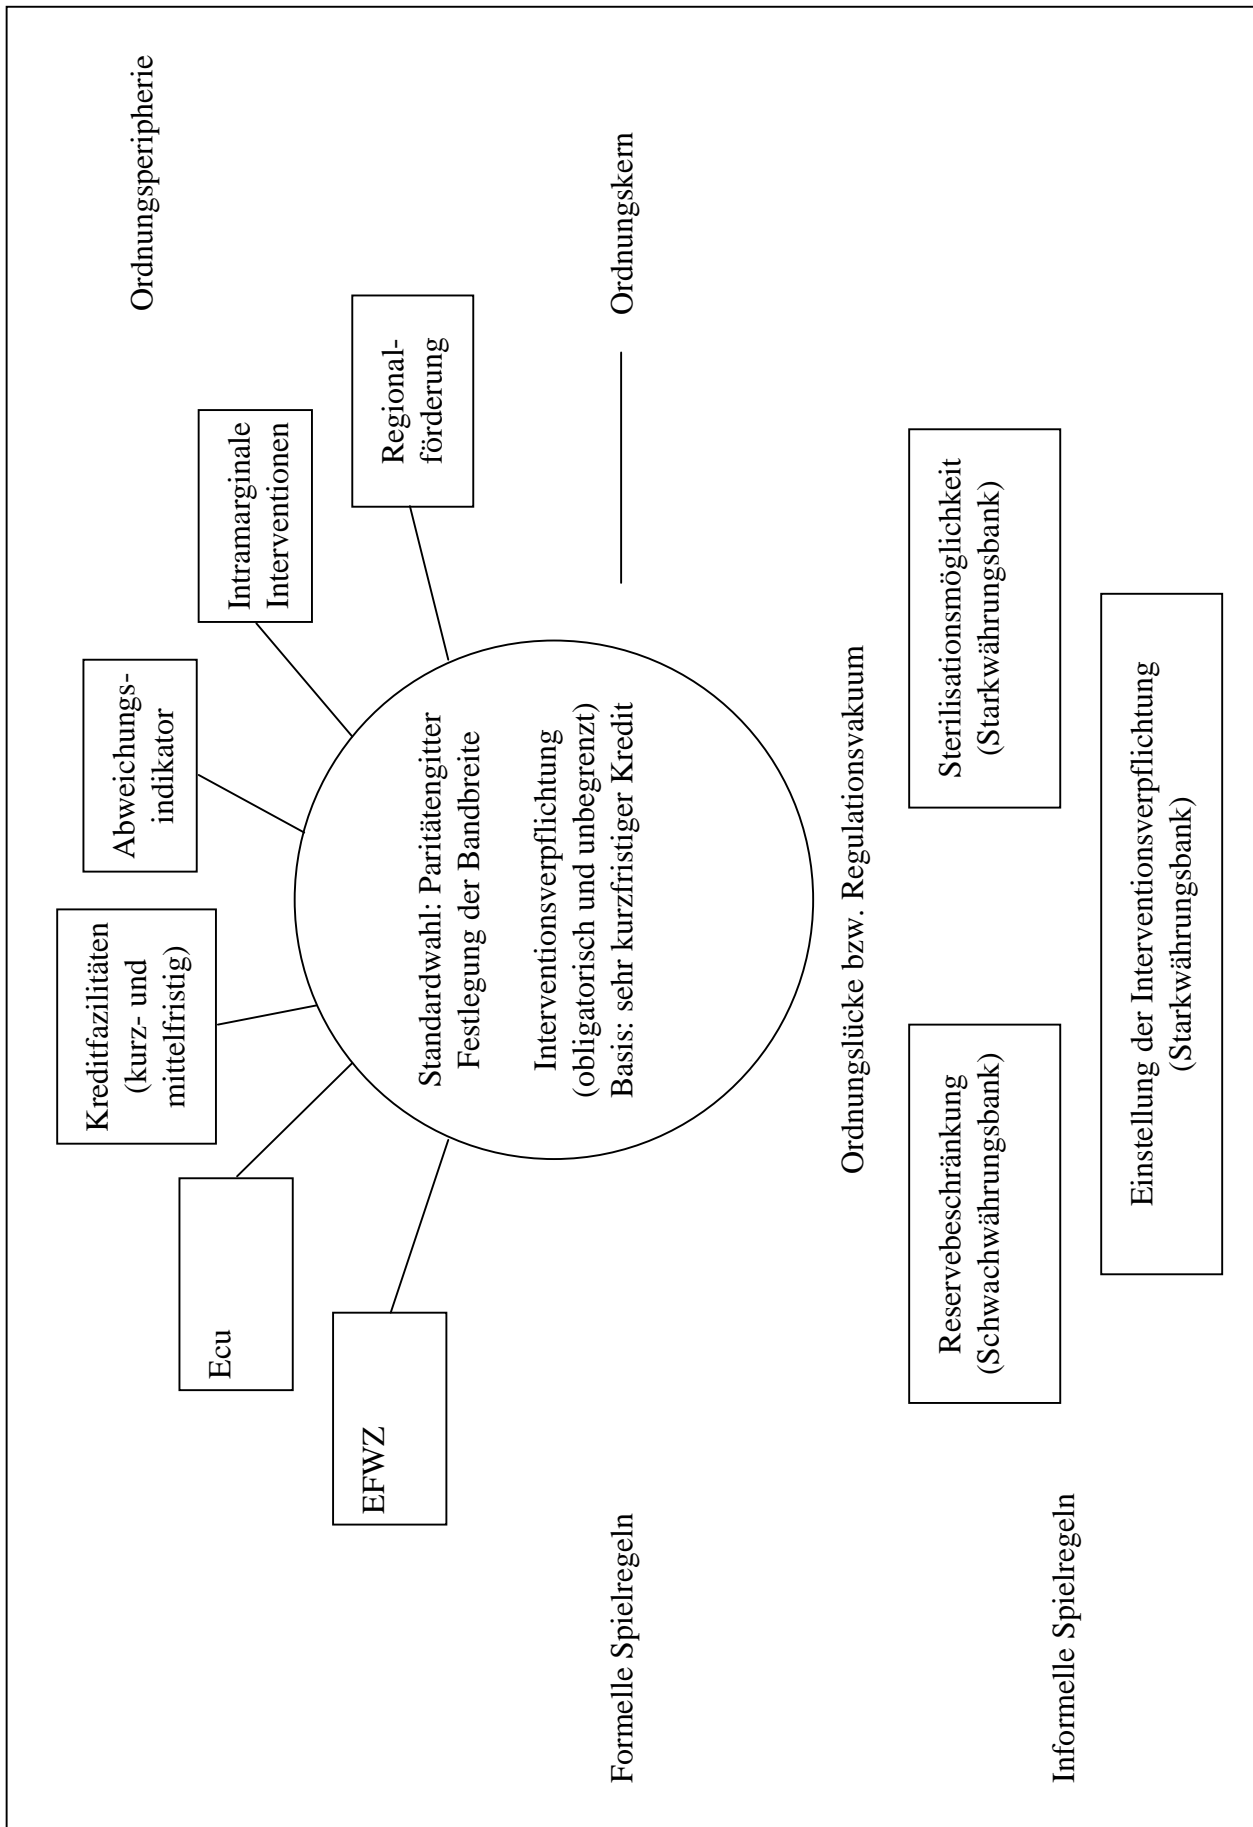 Ordnungsperipherie
Kreditfazilitäten
(kurz- und
mittelfristig)
Abweichungs-
indikator
Intramarginale
Interventionen
Ecu
Regional-
förderung
EFWZ
Standardwahl: Paritätengitter
Festlegung der Bandbreite
Interventionsverpflichtung
(obligatorisch und unbegrenzt)
Basis: sehr kurzfristiger Kredit
Formelle Spielregeln
Ordnungskern
Ordnungslücke bzw. Regulationsvakuum
Reservebeschränkung
(Schwachwährungsbank)
Sterilisationsmöglichkeit
(Starkwährungsbank)
Informelle Spielregeln
Einstellung der Interventionsverpflichtung
(Starkwährungsbank)